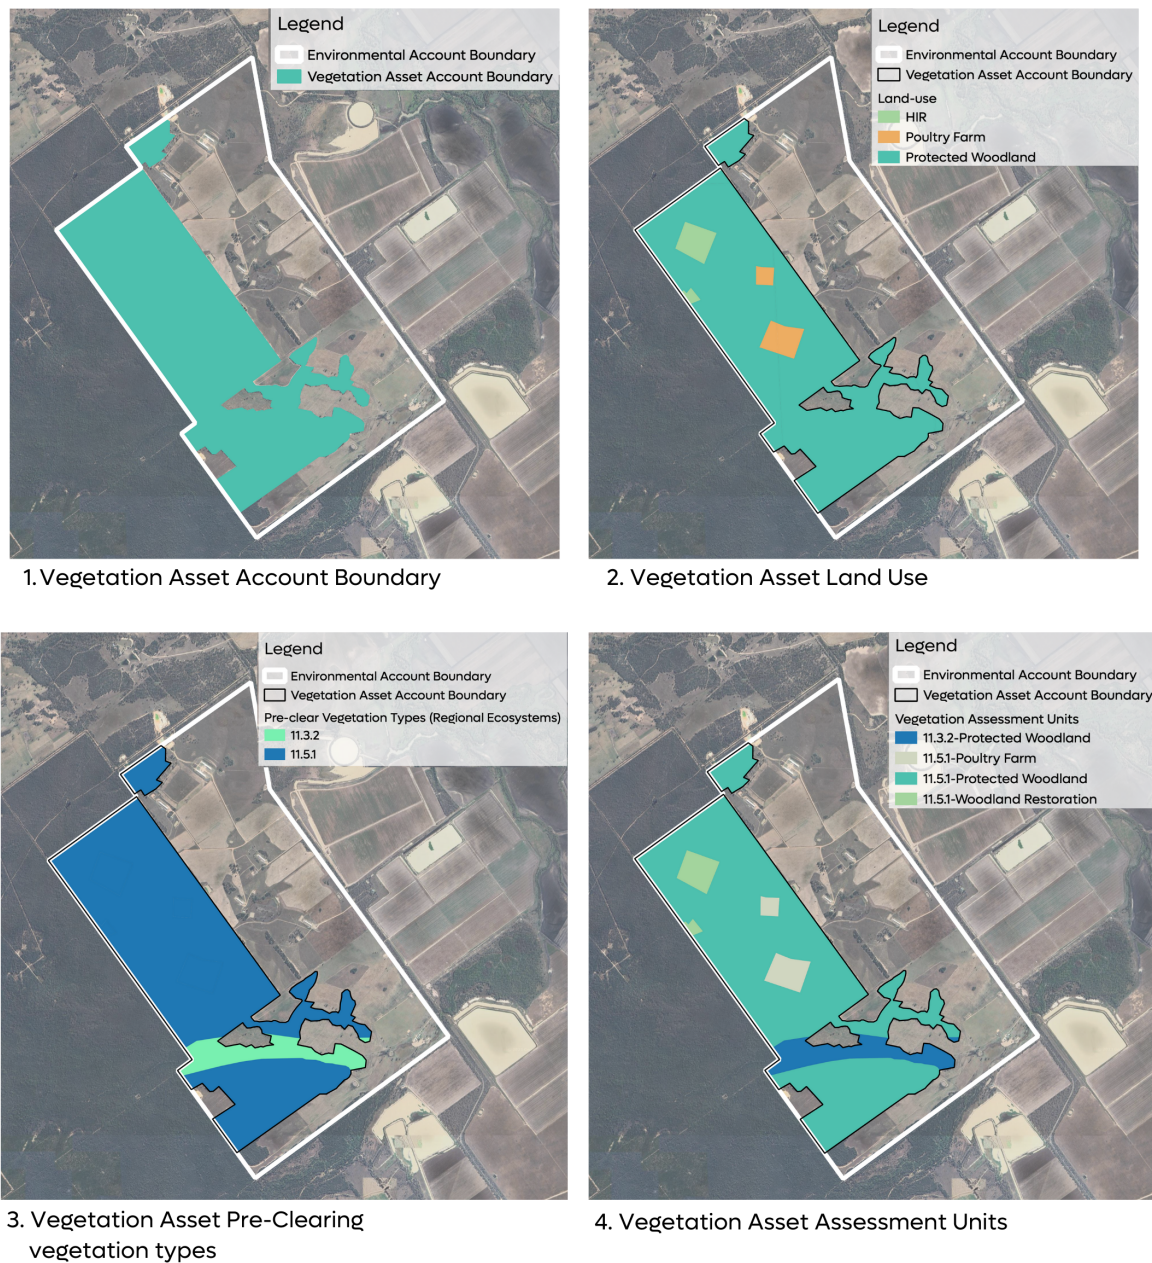 Legend
Environmental Account Boundary
Vegetation Asset Account Boundary
1. Vegetation Asset Account Boundary
Legend
Environmental Account Boundary
Vegetation Asset Account Boundary
Land-use
HIR
Poultry Farm
Protected Woodland
2. Vegetation Asset Land Use
Legend
Environmental Account Boundary
Vegetation Asset Account Boundary
Pre-clear Vegetation Types (Regional Ecosystems)
11.3.2
11.5.1
3. Vegetation Asset Pre-Clearing
vegetation types
Legend
Environmental Account Boundary
Vegetation Asset Account Boundary
Vegetation Assessment Units
11.3.2-Protected Woodland
11.5.1-Poultry Farm
11.5.1-Protected Woodland
11.5.1-Woodland Restoration
4. Vegetation Asset Assessment Units